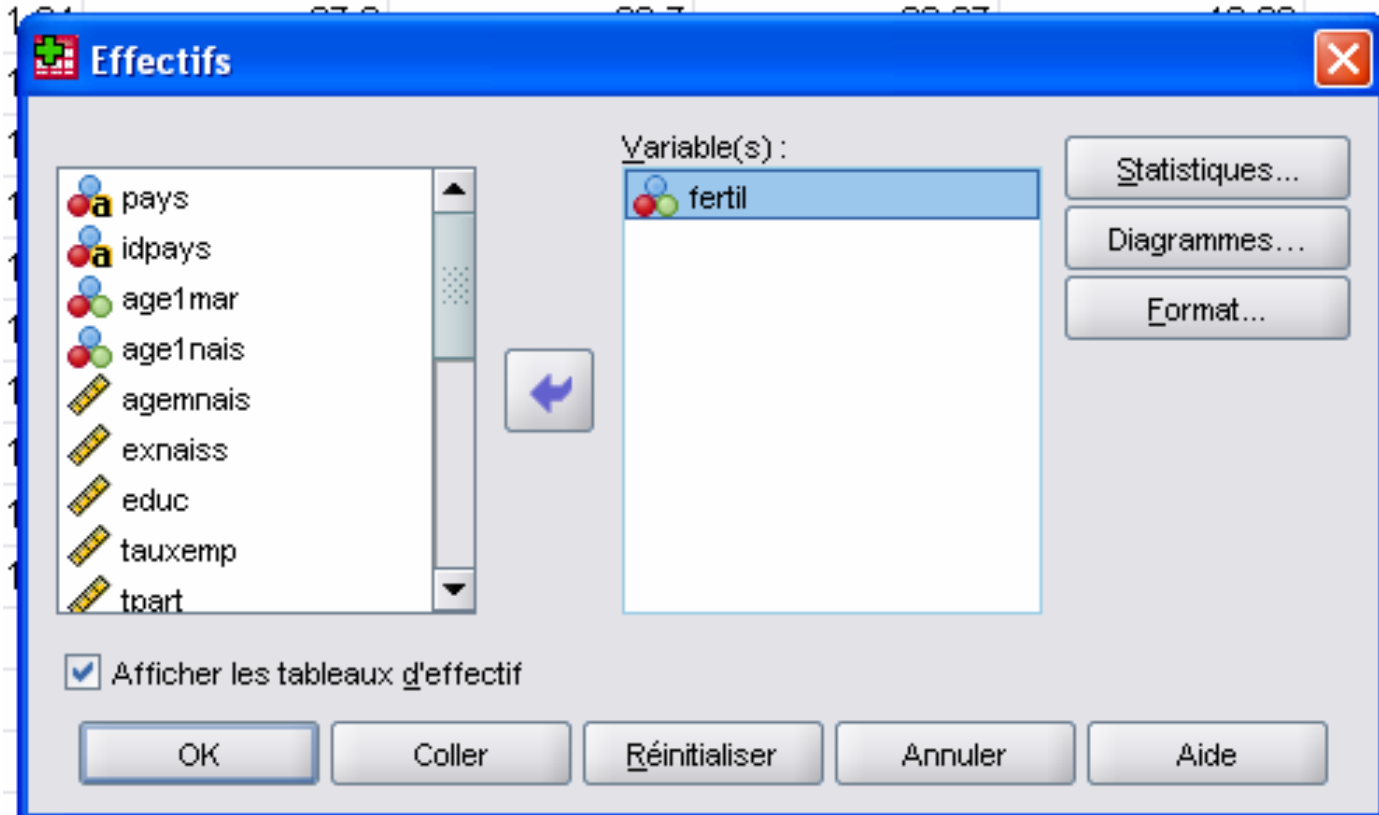 Effectifs
Variable(s) :
pays
idpays
age1mar
age1nais
agemnais
exnaiss
educ
tauxemp
tpart
fertil
Statistiques...
Diagrammes...
Format...
Afficher les tableaux d'effectif
OK
Coller
Réinitialiser
Annuler
Aide